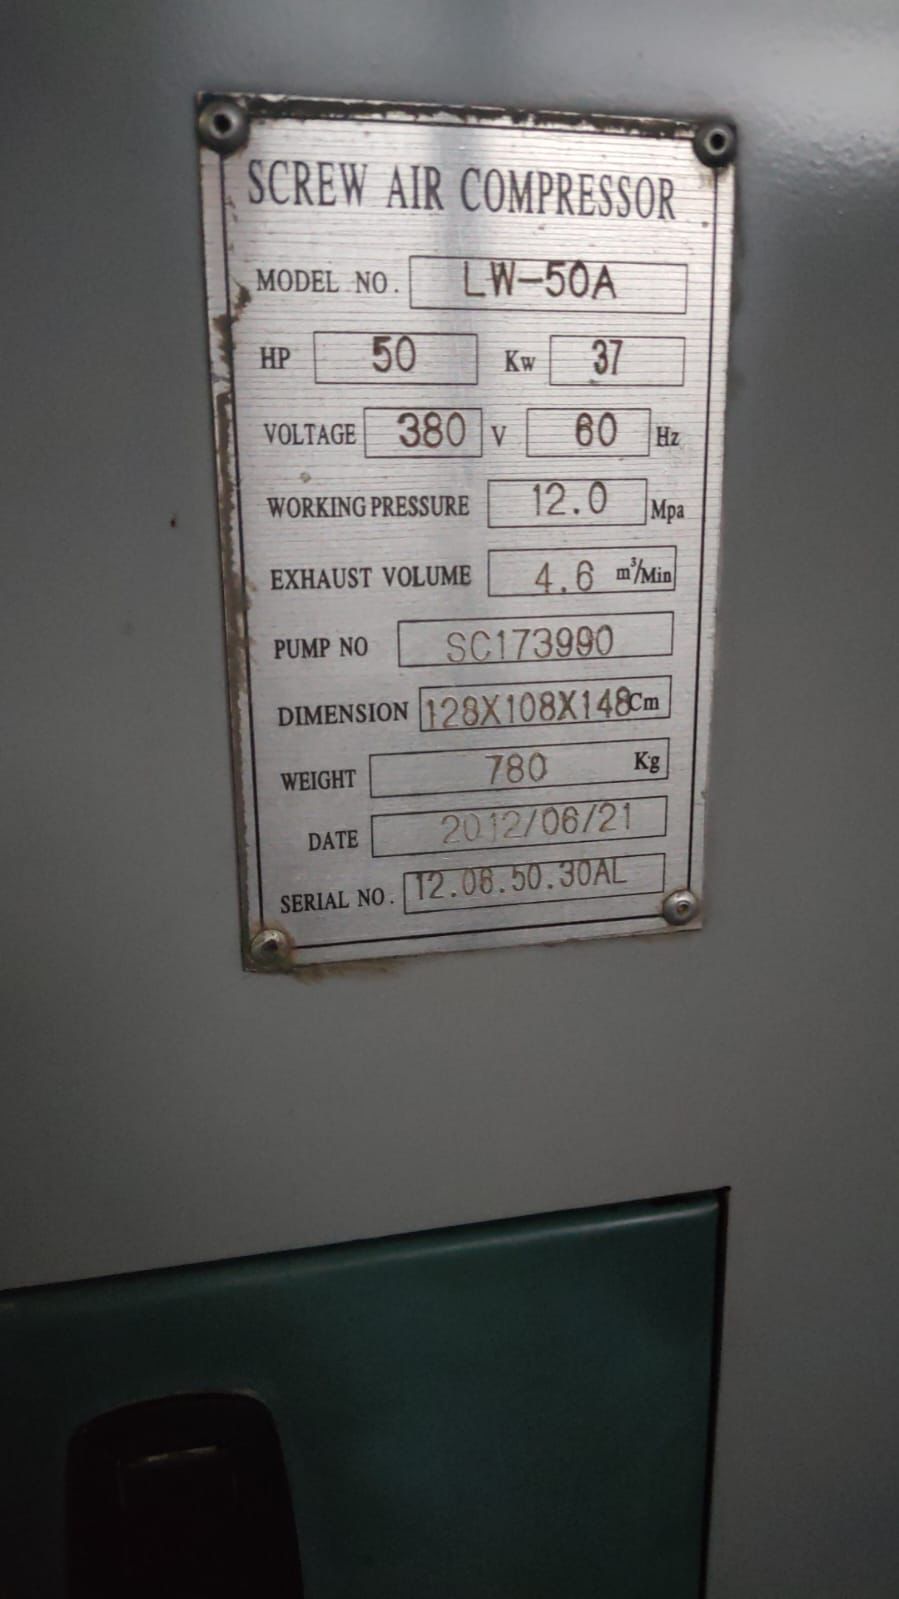 SCREW AIR COMPRESSOR
MODEL NO. LW-50A
HP 50 Kw 37
VOLTAGE 380 V 60 Hz
WORKING PRESSURE 12.0 Mpa
EXHAUST VOLUME 4.6 m³/Min
PUMP NO SC173990
DIMENSION 128X108X148Cm
WEIGHT 780 Kg
DATE 2012/06/21
SERIAL NO. 12.06.50.30AL